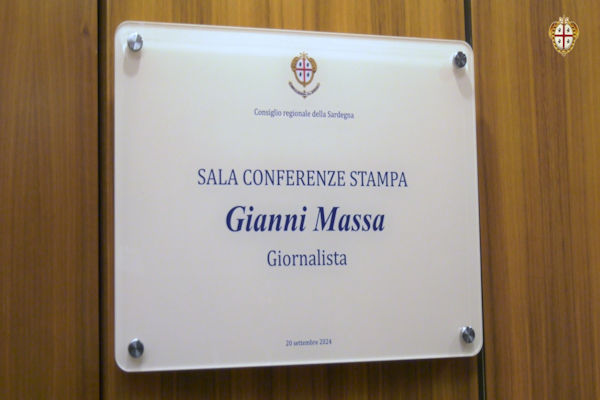 Consiglio regionale della Sardegna
SALA CONFERENZE STAMPA
Gianni Massa
Giornalista
20 settembre 2024